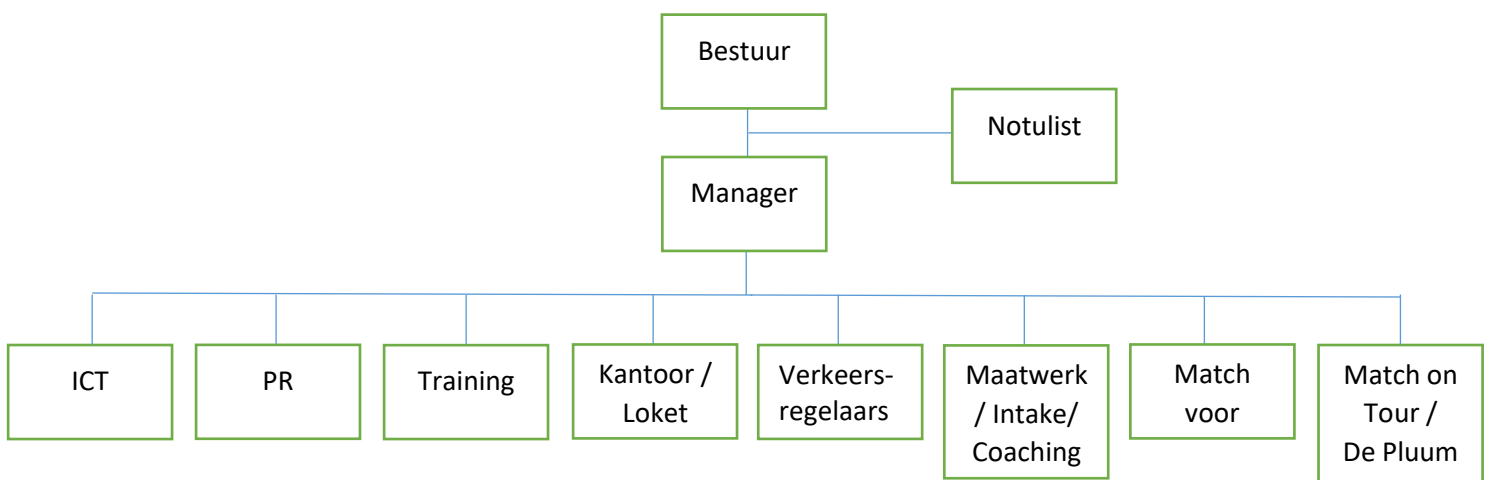 Bestuur
Notulist
Manager
ICT
PR
Training
Kantoor /
Loket
Verkeers-
regelaars
Maatwerk
/ Intake/
Coaching
Match
voor
Match on
Tour /
De Pluum